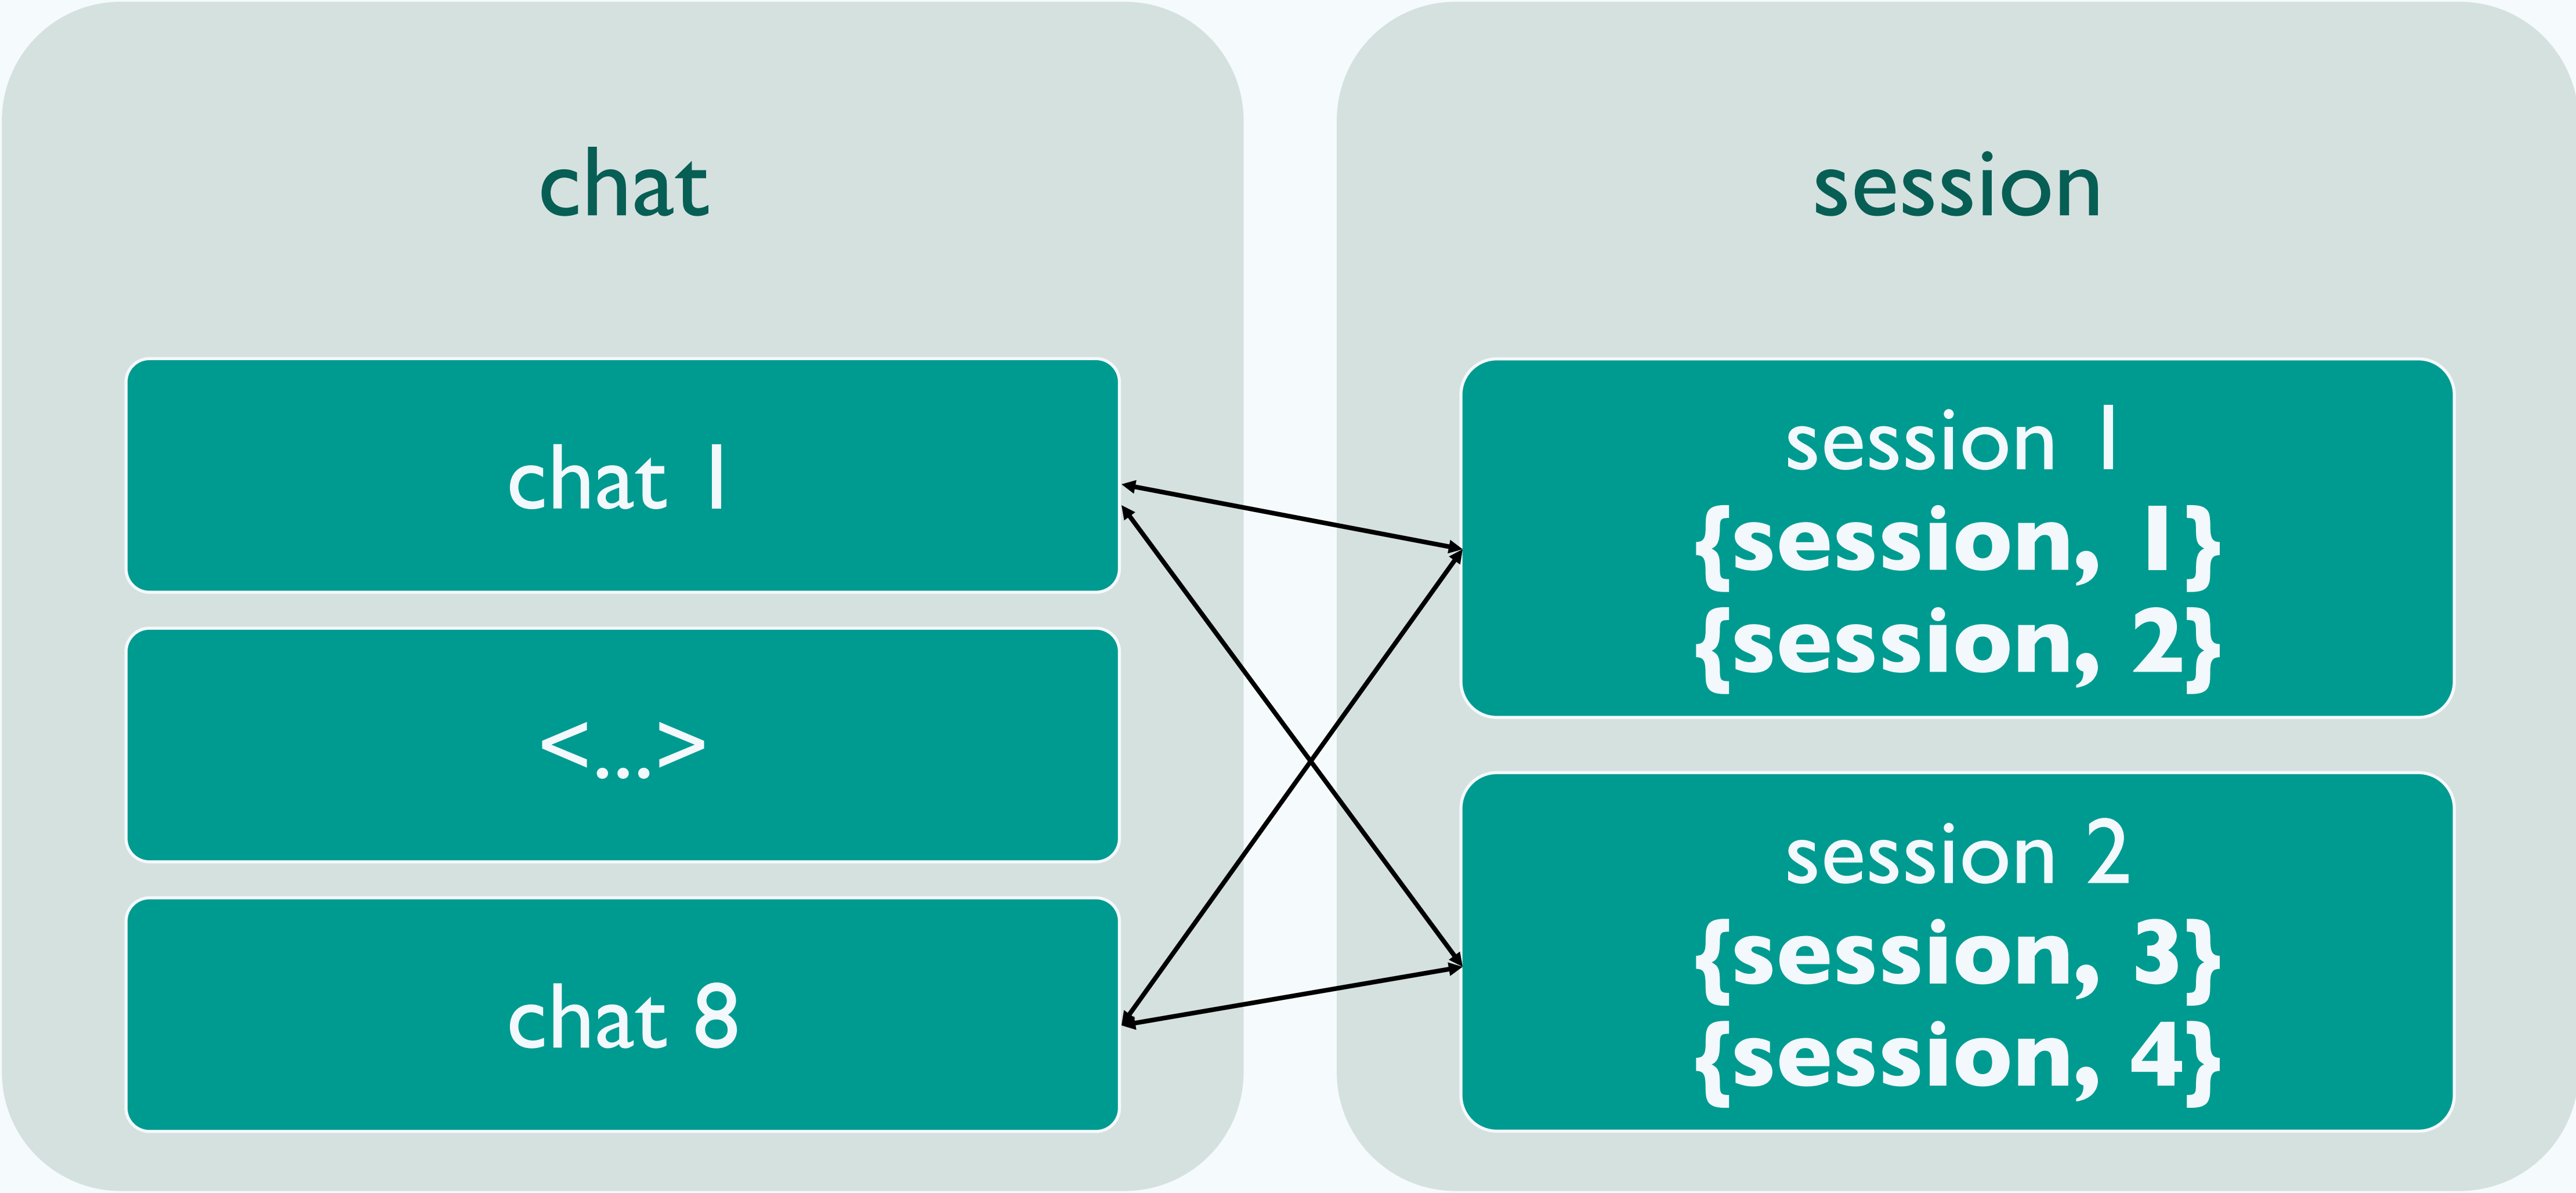 chat
chat 1
<...>
chat 8
session
session 1
{session, 1}
{session, 2}
session 2
{session, 3}
{session, 4}